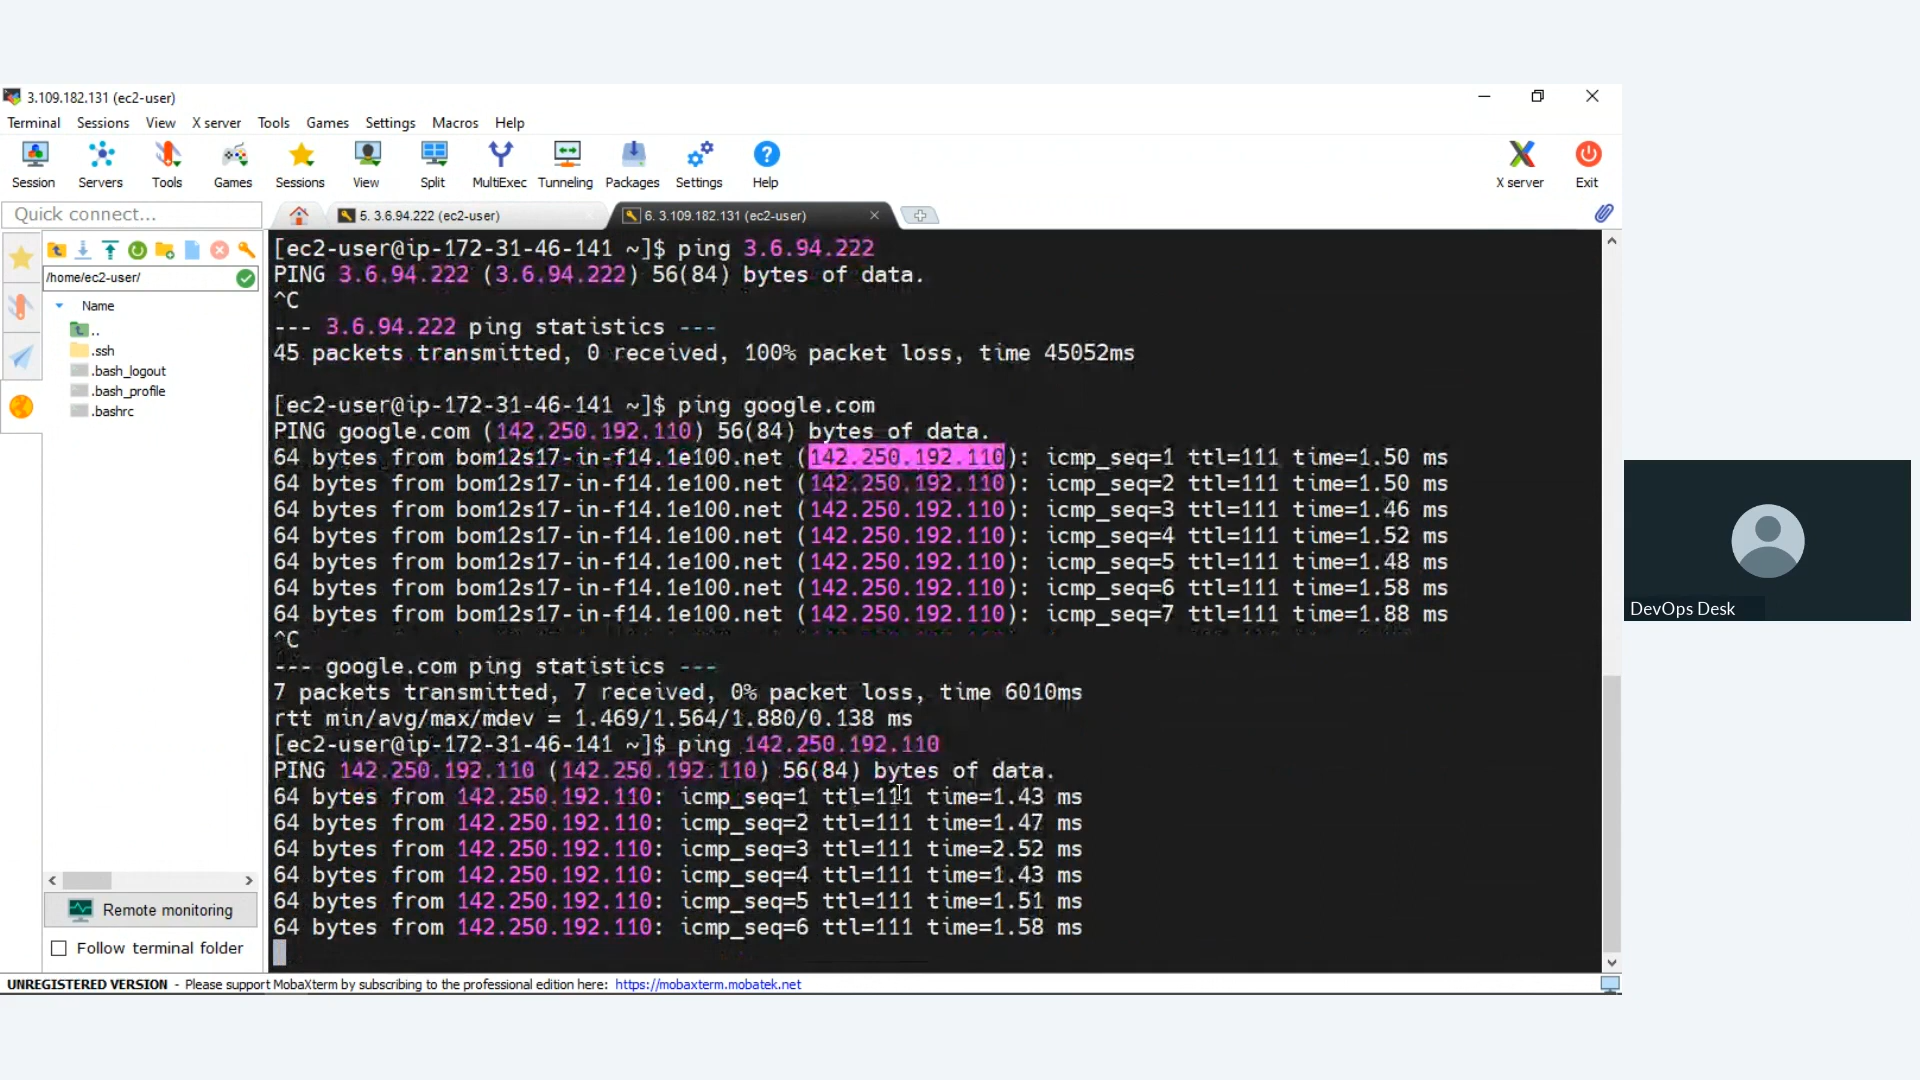 3.109.182.131 (ec2-user)
Terminal Sessions View X server Tools Games Settings Macros Help
Session Servers Tools Games Sessions View Split MultiExec Tunneling Packages Settings Help X server Exit
Quick connect...
5. 3.6.94.222 (ec2-user)
6. 3.109.182.131 (ec2-user)
/home/ec2-user/
Name
..
.ssh
.bash_logout
.bash_profile
.bashrc
Remote monitoring
Follow terminal folder
[ec2-user@ip-172-31-46-141 ~]$ ping 3.6.94.222
PING 3.6.94.222 (3.6.94.222) 56(84) bytes of data.
^C
--- 3.6.94.222 ping statistics ---
45 packets transmitted, 0 received, 100% packet loss, time 45052ms
[ec2-user@ip-172-31-46-141 ~]$ ping google.com
PING google.com (142.250.192.110) 56(84) bytes of data.
64 bytes from bom12s17-in-f14.1e100.net (142.250.192.110): icmp_seq=1 ttl=111 time=1.50 ms
64 bytes from bom12s17-in-f14.1e100.net (142.250.192.110): icmp_seq=2 ttl=111 time=1.50 ms
64 bytes from bom12s17-in-f14.1e100.net (142.250.192.110): icmp_seq=3 ttl=111 time=1.46 ms
64 bytes from bom12s17-in-f14.1e100.net (142.250.192.110): icmp_seq=4 ttl=111 time=1.52 ms
64 bytes from bom12s17-in-f14.1e100.net (142.250.192.110): icmp_seq=5 ttl=111 time=1.48 ms
64 bytes from bom12s17-in-f14.1e100.net (142.250.192.110): icmp_seq=6 ttl=111 time=1.58 ms
64 bytes from bom12s17-in-f14.1e100.net (142.250.192.110): icmp_seq=7 ttl=111 time=1.88 ms
^C
--- google.com ping statistics ---
7 packets transmitted, 7 received, 0% packet loss, time 6010ms
rtt min/avg/max/mdev = 1.469/1.564/1.880/0.138 ms
[ec2-user@ip-172-31-46-141 ~]$ ping 142.250.192.110
PING 142.250.192.110 (142.250.192.110) 56(84) bytes of data.
64 bytes from 142.250.192.110: icmp_seq=1 ttl=111 time=1.43 ms
64 bytes from 142.250.192.110: icmp_seq=2 ttl=111 time=1.47 ms
64 bytes from 142.250.192.110: icmp_seq=3 ttl=111 time=2.52 ms
64 bytes from 142.250.192.110: icmp_seq=4 ttl=111 time=1.43 ms
64 bytes from 142.250.192.110: icmp_seq=5 ttl=111 time=1.51 ms
64 bytes from 142.250.192.110: icmp_seq=6 ttl=111 time=1.58 ms
UNREGISTERED VERSION - Please support MobaXterm by subscribing to the professional edition here: https://mobaxterm.mobatek.net
DevOps Desk